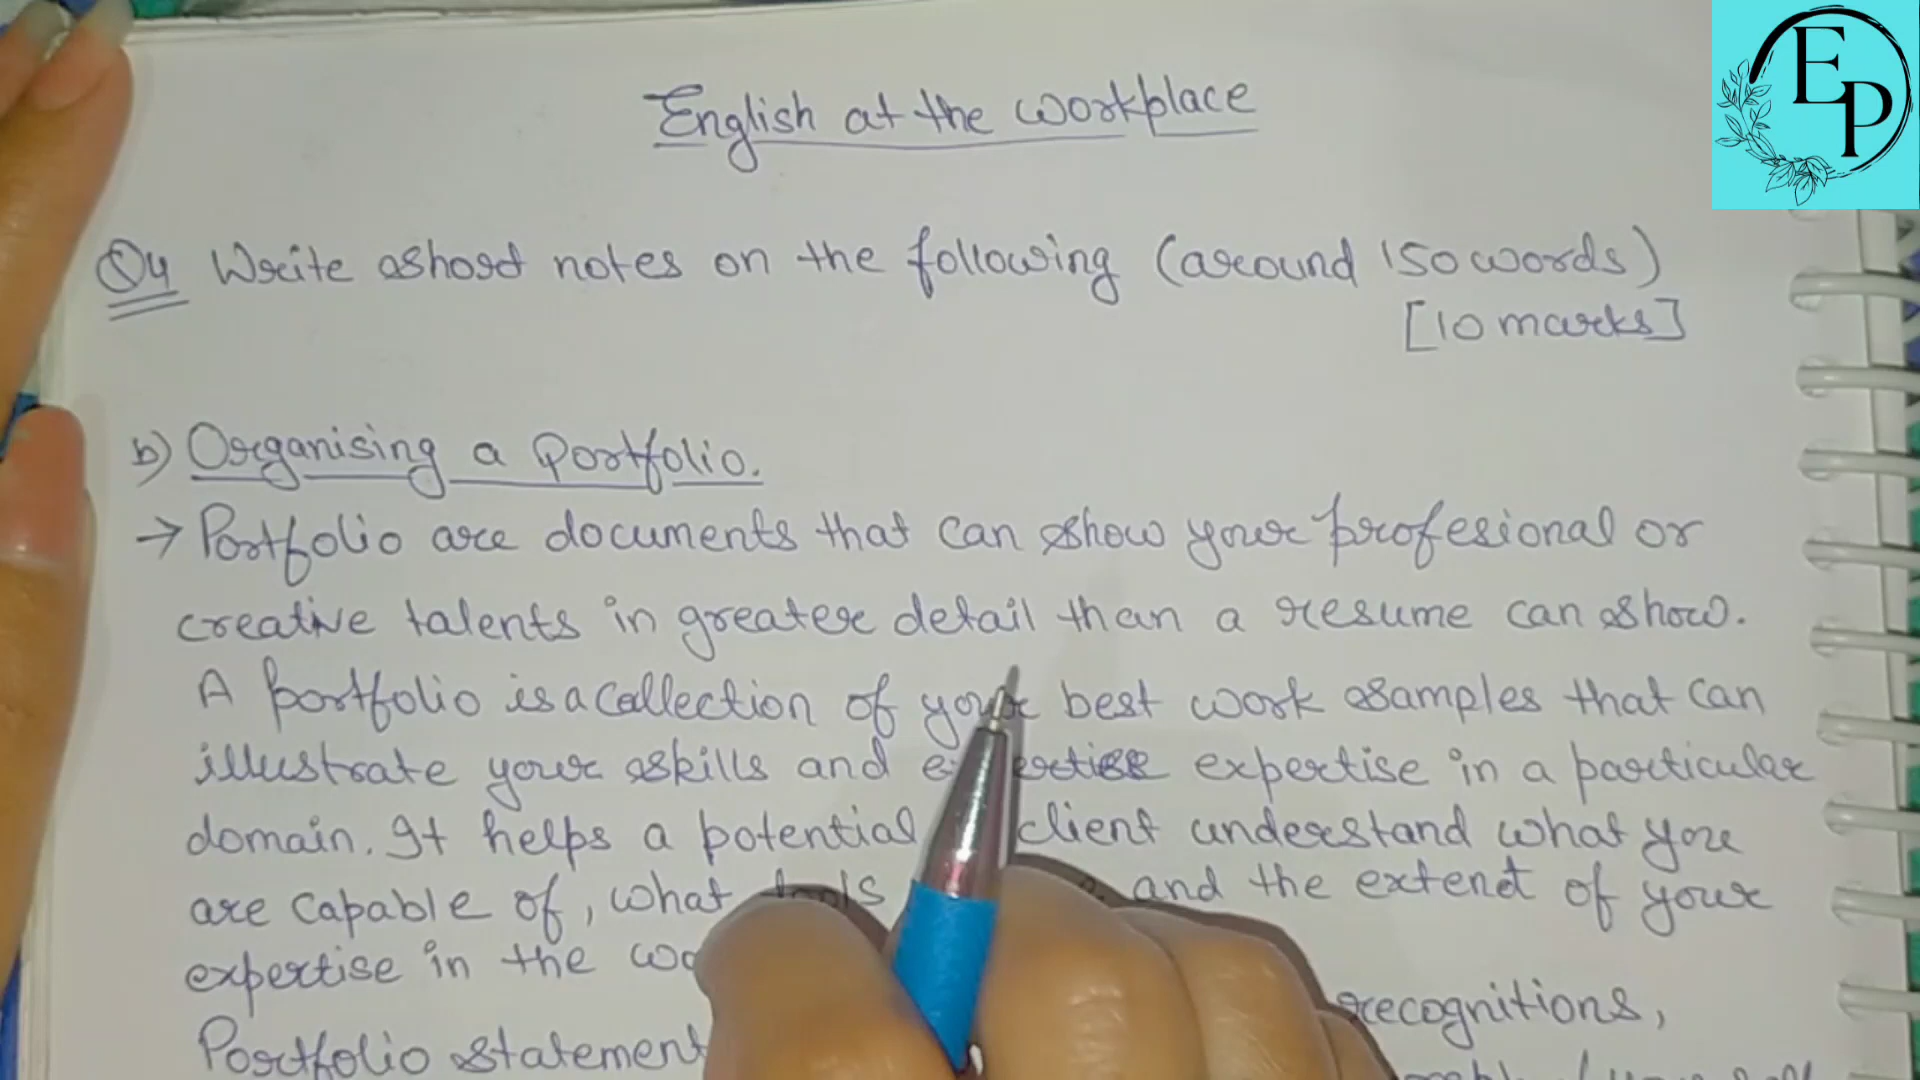 EP
English at the workplace
Q4 Write short notes on the following (around 150 words)
[10 marks]
b) Organising a Portfolio.
→ Portfolio are documents that can show your profesional or
creative talents in greater detail than a resume can show.
A portfolio is a collection of your best work samples that can
illustrate your skills and expertise in a particular
domain. It helps a potential client understand what you
are capable of, what tools and the extent of your
expertise in the
recognitions,
Portfolio statement